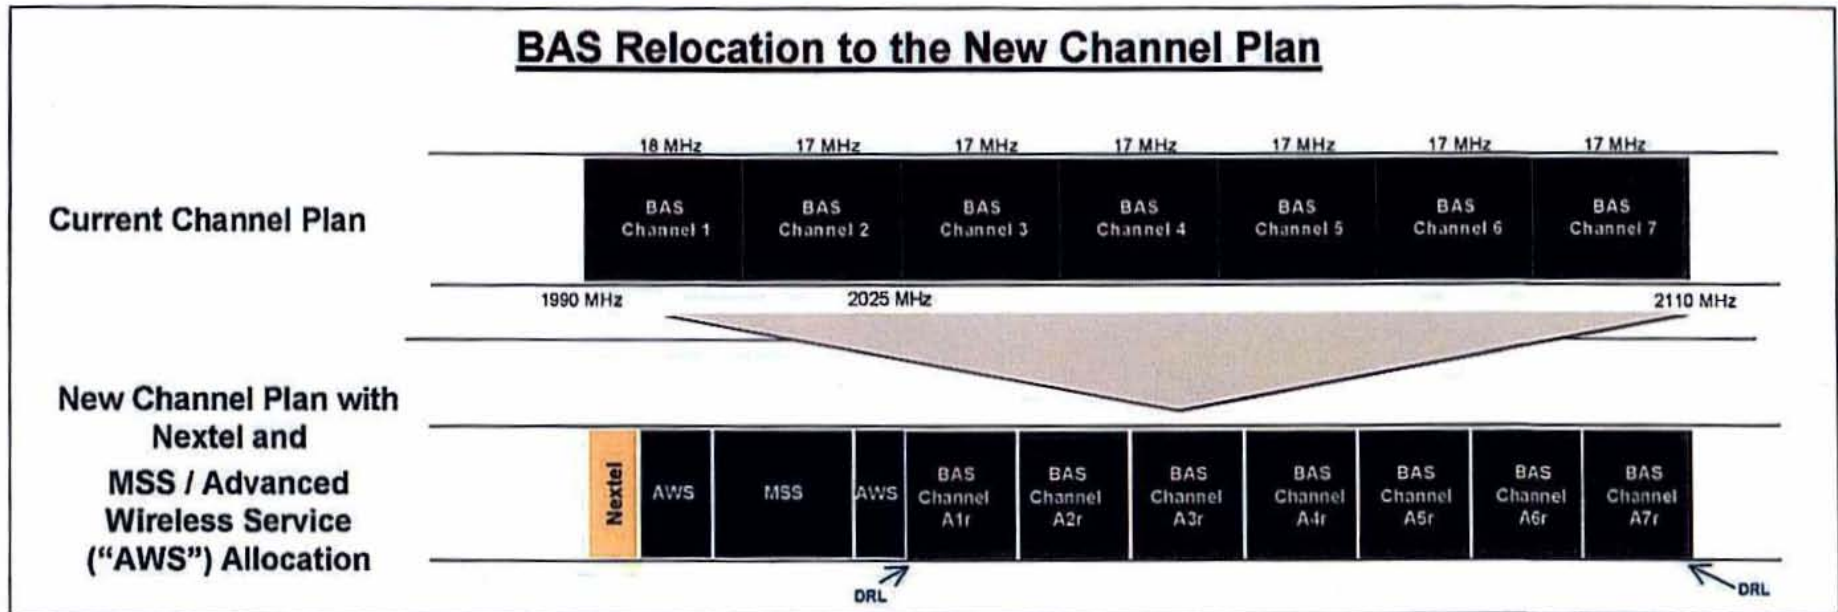 BAS Relocation to the New Channel Plan
18 MHz 17 MHz 17 MHz 17 MHz 17 MHz 17 MHz 17 MHz
Current Channel Plan
BAS Channel 1
BAS Channel 2
BAS Channel 3
BAS Channel 4
BAS Channel 5
BAS Channel 6
BAS Channel 7
1990 MHz 2025 MHz 2110 MHz
New Channel Plan with
Nextel and
MSS / Advanced
Wireless Service
("AWS") Allocation
Nextel
AWS
MSS
AWS
BAS Channel A1r
BAS Channel A2r
BAS Channel A3r
BAS Channel A4r
BAS Channel A5r
BAS Channel A6r
BAS Channel A7r
DRL
DRL